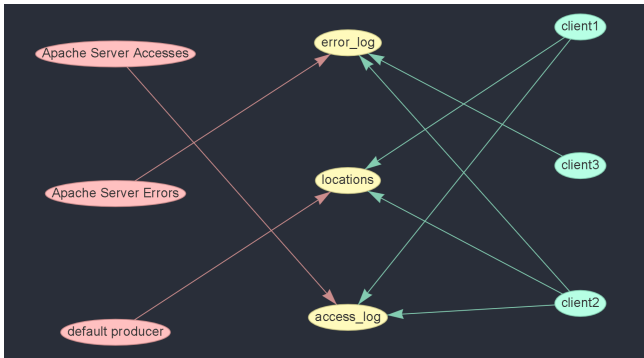 Apache Server Accesses
error_log
client1
Apache Server Errors
locations
client3
default producer
access_log
client2